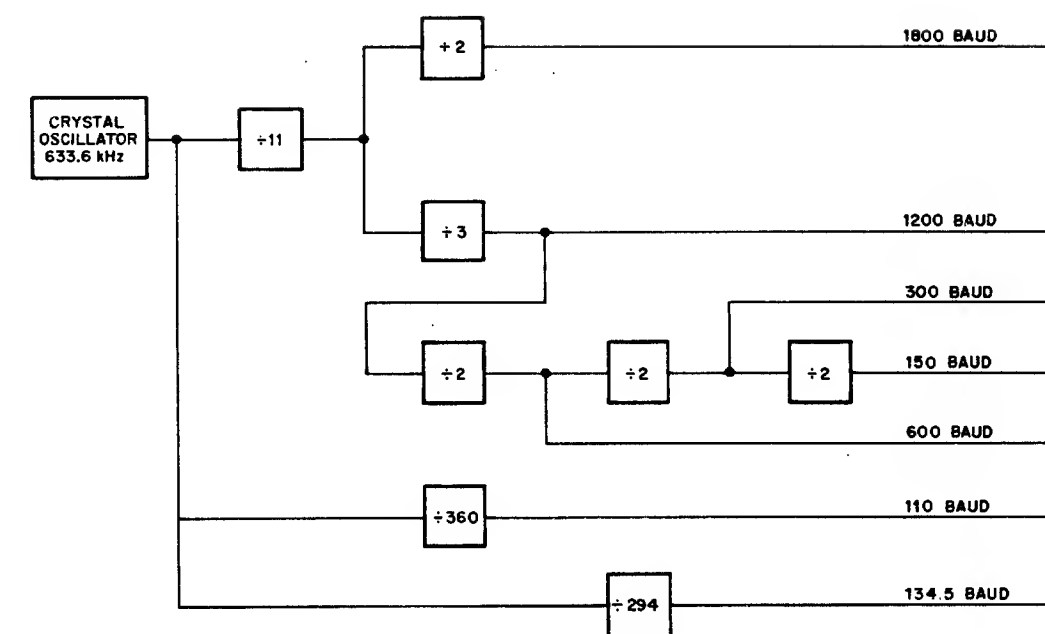 ÷2
1800 BAUD
CRYSTAL
OSCILLATOR
633.6 kHz
÷11
÷3
1200 BAUD
300 BAUD
÷2
÷2
÷2
150 BAUD
600 BAUD
÷360
110 BAUD
÷294
134.5 BAUD